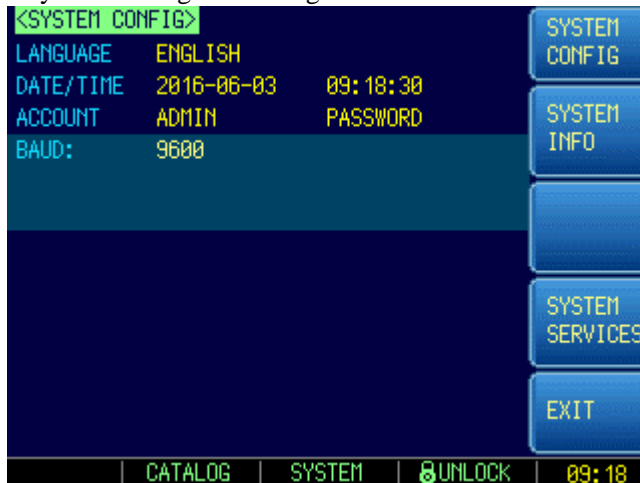 <SYSTEM CONFIG>
LANGUAGE ENGLISH
DATE/TIME 2016-06-03 09:18:30
ACCOUNT ADMIN PASSWORD
BAUD: 9600
SYSTEM
CONFIG
SYSTEM
INFO
SYSTEM
SERVICES
EXIT
CATALOG | SYSTEM | UNLOCK | 09:18